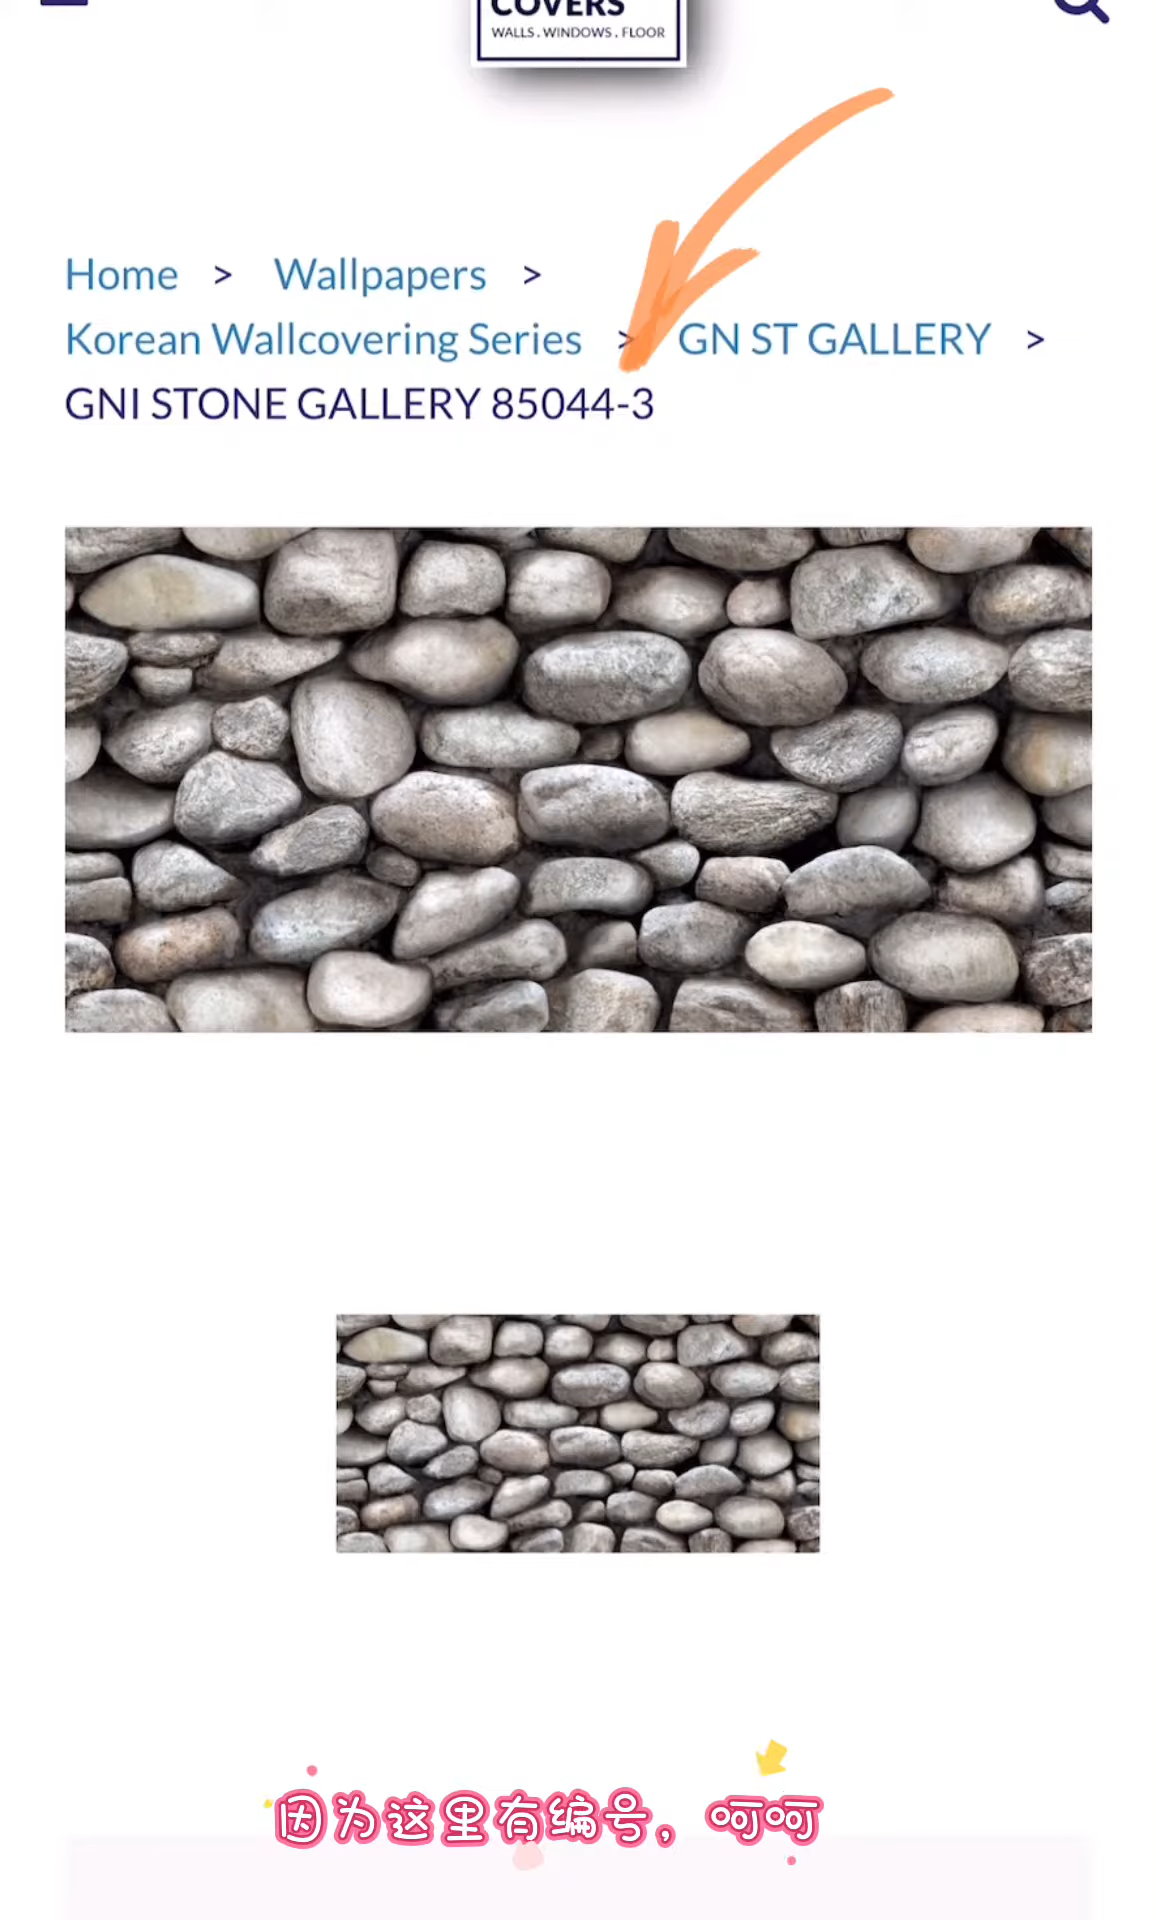 COVERS
WALLS . WINDOWS . FLOOR
Home > Wallpapers >
Korean Wallcovering Series > GN ST GALLERY >
GNI STONE GALLERY 85044-3
因为这里有编号，呵呵